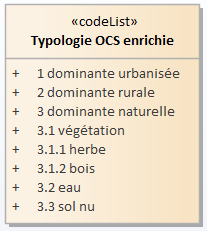 «codeList»
Typologie OCS enrichie
+ 1 dominante urbanisée
+ 2 dominante rurale
+ 3 dominante naturelle
+ 3.1 végétation
+ 3.1.1 herbe
+ 3.1.2 bois
+ 3.2 eau
+ 3.3 sol nu